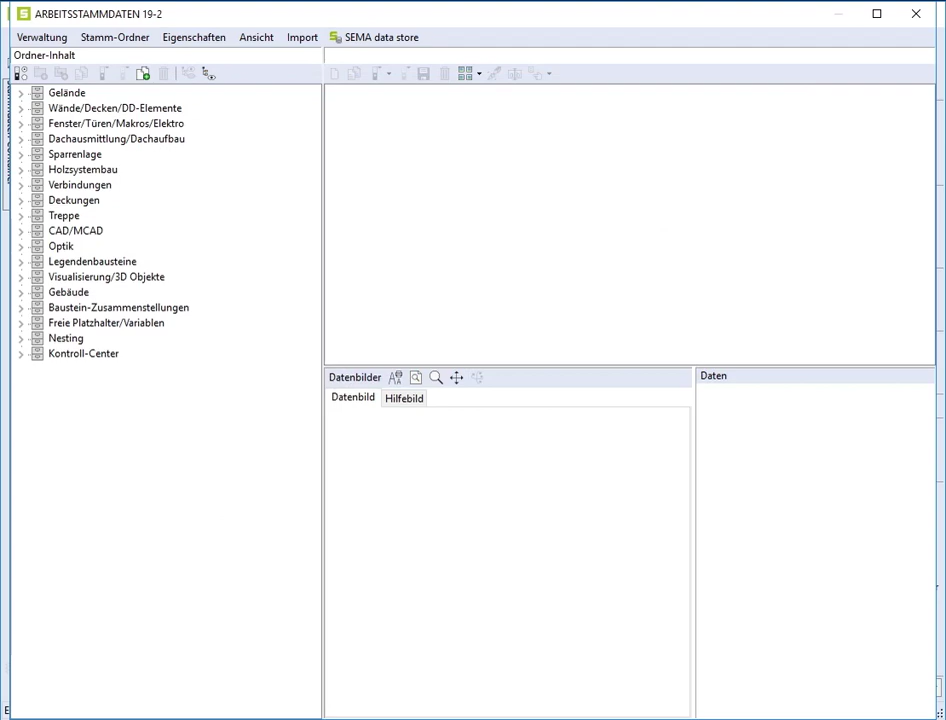 ARBEITSSTAMMDATEN 19-2
Verwaltung Stamm-Ordner Eigenschaften Ansicht Import SEMA data store
Ordner-Inhalt
Gelände
Wände/Decken/DD-Elemente
Fenster/Türen/Makros/Elektro
Dachausmittlung/Dachaufbau
Sparrenlage
Holzsystembau
Verbindungen
Deckungen
Treppe
CAD/MCAD
Optik
Legendenbausteine
Visualisierung/3D Objekte
Gebäude
Baustein-Zusammenstellungen
Freie Platzhalter/Variablen
Nesting
Kontroll-Center
Datenbilder
Daten
Datenbild Hilfebild